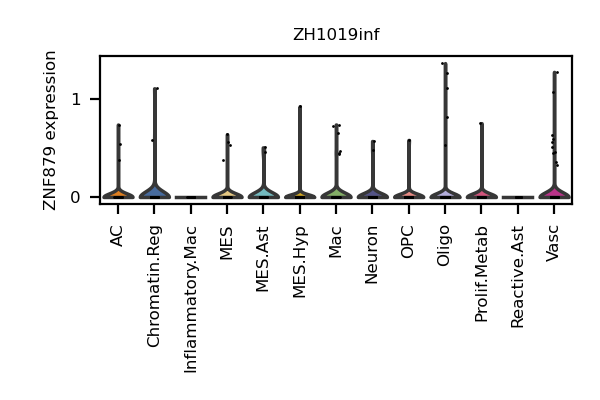 ZH1019inf
ZNF879 expression
1
0
AC
Chromatin.Reg
Inflammatory.Mac
MES
MES.Ast
MES.Hyp
Mac
Neuron
OPC
Oligo
Prolif.Metab
Reactive.Ast
Vasc